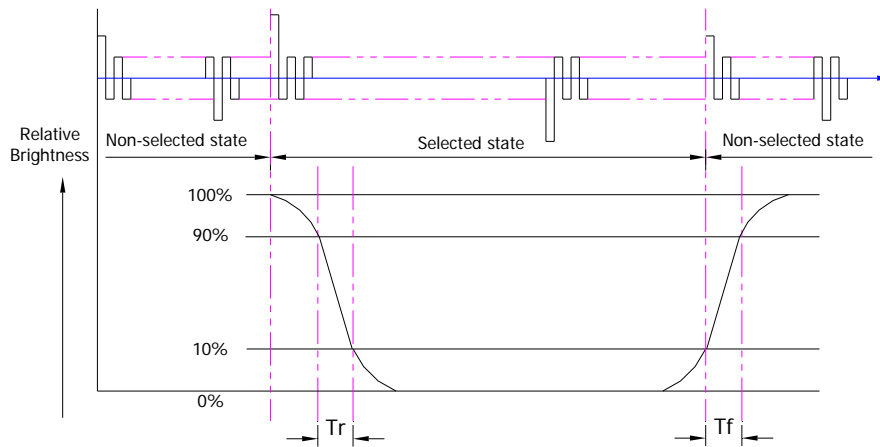 Relative
Brightness
Non-selected state
Selected state
Non-selected state
100%
90%
10%
0%
Tr
Tf